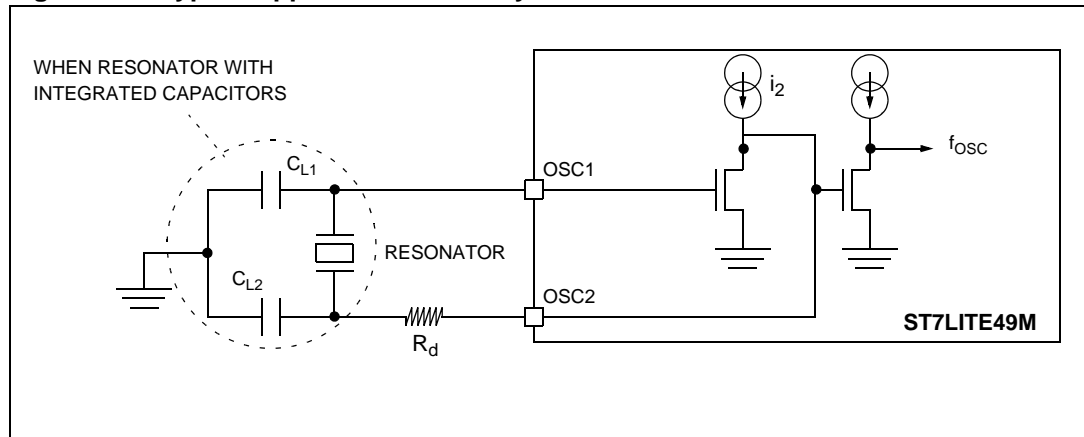 WHEN RESONATOR WITH
INTEGRATED CAPACITORS
CL1
CL2
RESONATOR
Rd
OSC1
OSC2
i2
fOSC
ST7LITE49M